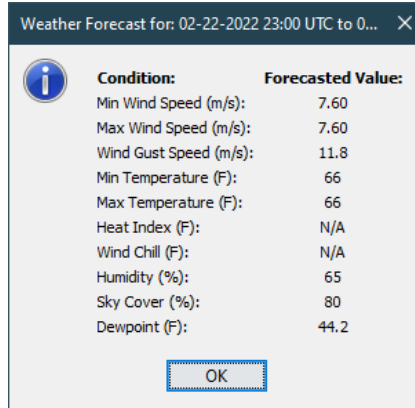 Weather Forecast for: 02-22-2022 23:00 UTC to 0...
Condition: Forecasted Value:
Min Wind Speed (m/s): 7.60
Max Wind Speed (m/s): 7.60
Wind Gust Speed (m/s): 11.8
Min Temperature (F): 66
Max Temperature (F): 66
Heat Index (F): N/A
Wind Chill (F): N/A
Humidity (%): 65
Sky Cover (%): 80
Dewpoint (F): 44.2
OK